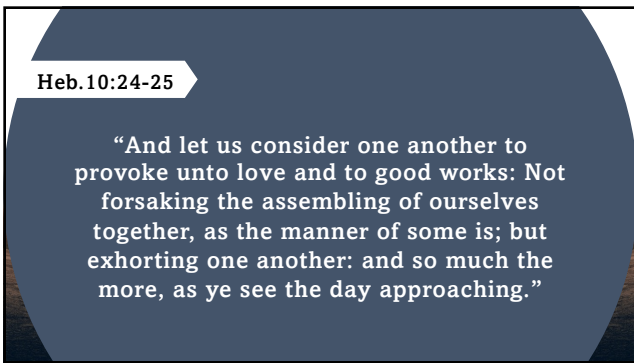 Heb.10:24-25
“And let us consider one another to
provoke unto love and to good works: Not
forsaking the assembling of ourselves
together, as the manner of some is; but
exhorting one another: and so much the
more, as ye see the day approaching.”